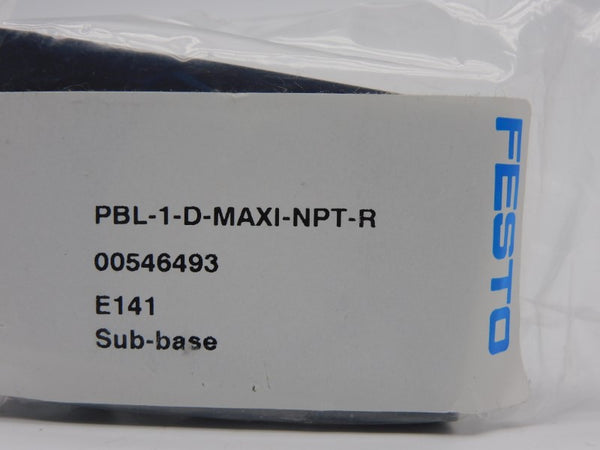 PBL-1-D-MAXI-NPT-R
00546493
E141
Sub-base
FESTO